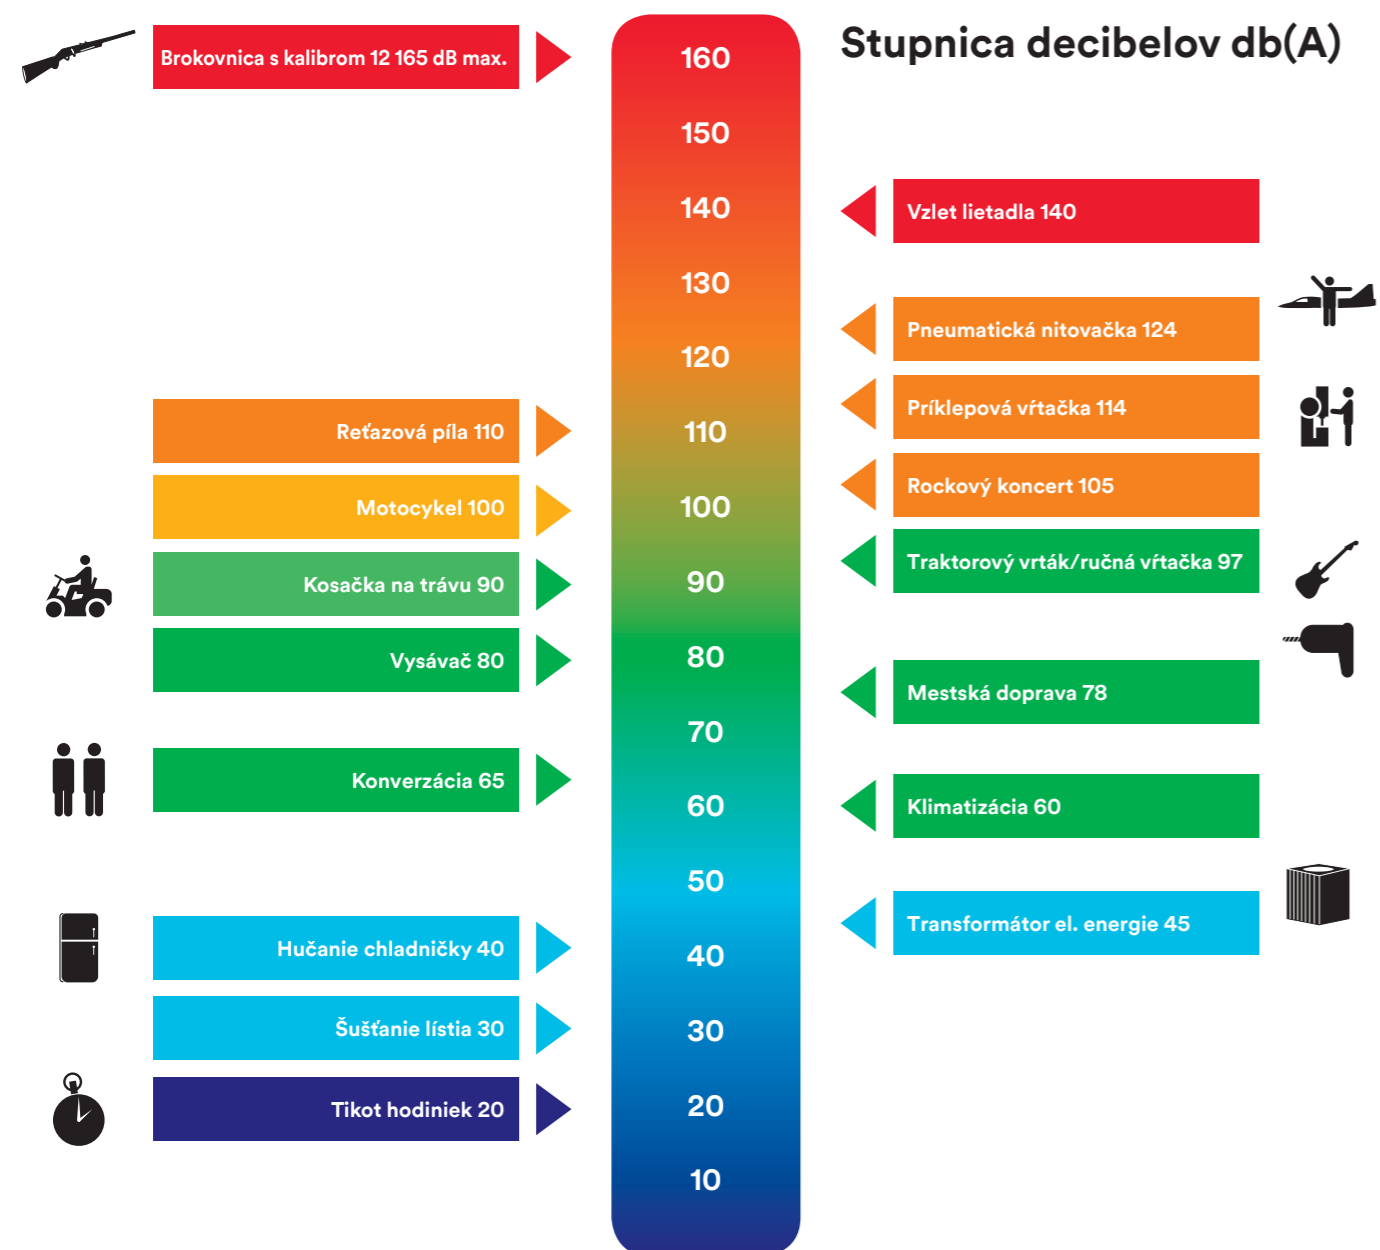 Stupnica decibelov db(A)
Brokovnica s kalibrom 12 165 dB max.
Reťazová píla 110
Motocykel 100
Kosačka na trávu 90
Vysávač 80
Konverzácia 65
Hučanie chladničky 40
Šušťanie lístia 30
Tikot hodiniek 20
160
150
140
130
120
110
100
90
80
70
60
50
40
30
20
10
Vzlet lietadla 140
Pneumatická nitovačka 124
Príklepová vŕtačka 114
Rockový koncert 105
Traktorový vrták/ručná vŕtačka 97
Mestská doprava 78
Klimatizácia 60
Transformátor el. energie 45